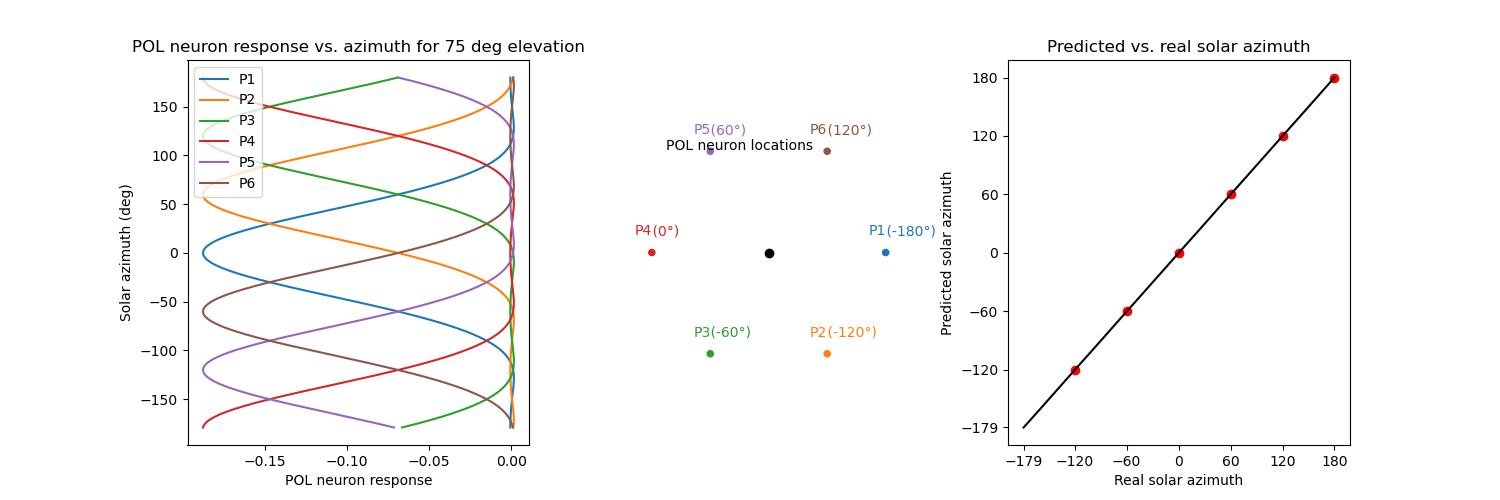 POL neuron response vs. azimuth for 75 deg elevation
P1
P2
P3
P4
P5
P6
150
100
50
0
−50
−100
−150
Solar azimuth (deg)
−0.15
−0.10
−0.05
0.00
POL neuron response
P5(60°)
P6(120°)
POL neuron locations
P4(0°)
P1(-180°)
P3(-60°)
P2(-120°)
Predicted vs. real solar azimuth
180
120
60
0
−60
−120
−179
Predicted solar azimuth
−179
−120
−60
0
60
120
180
Real solar azimuth